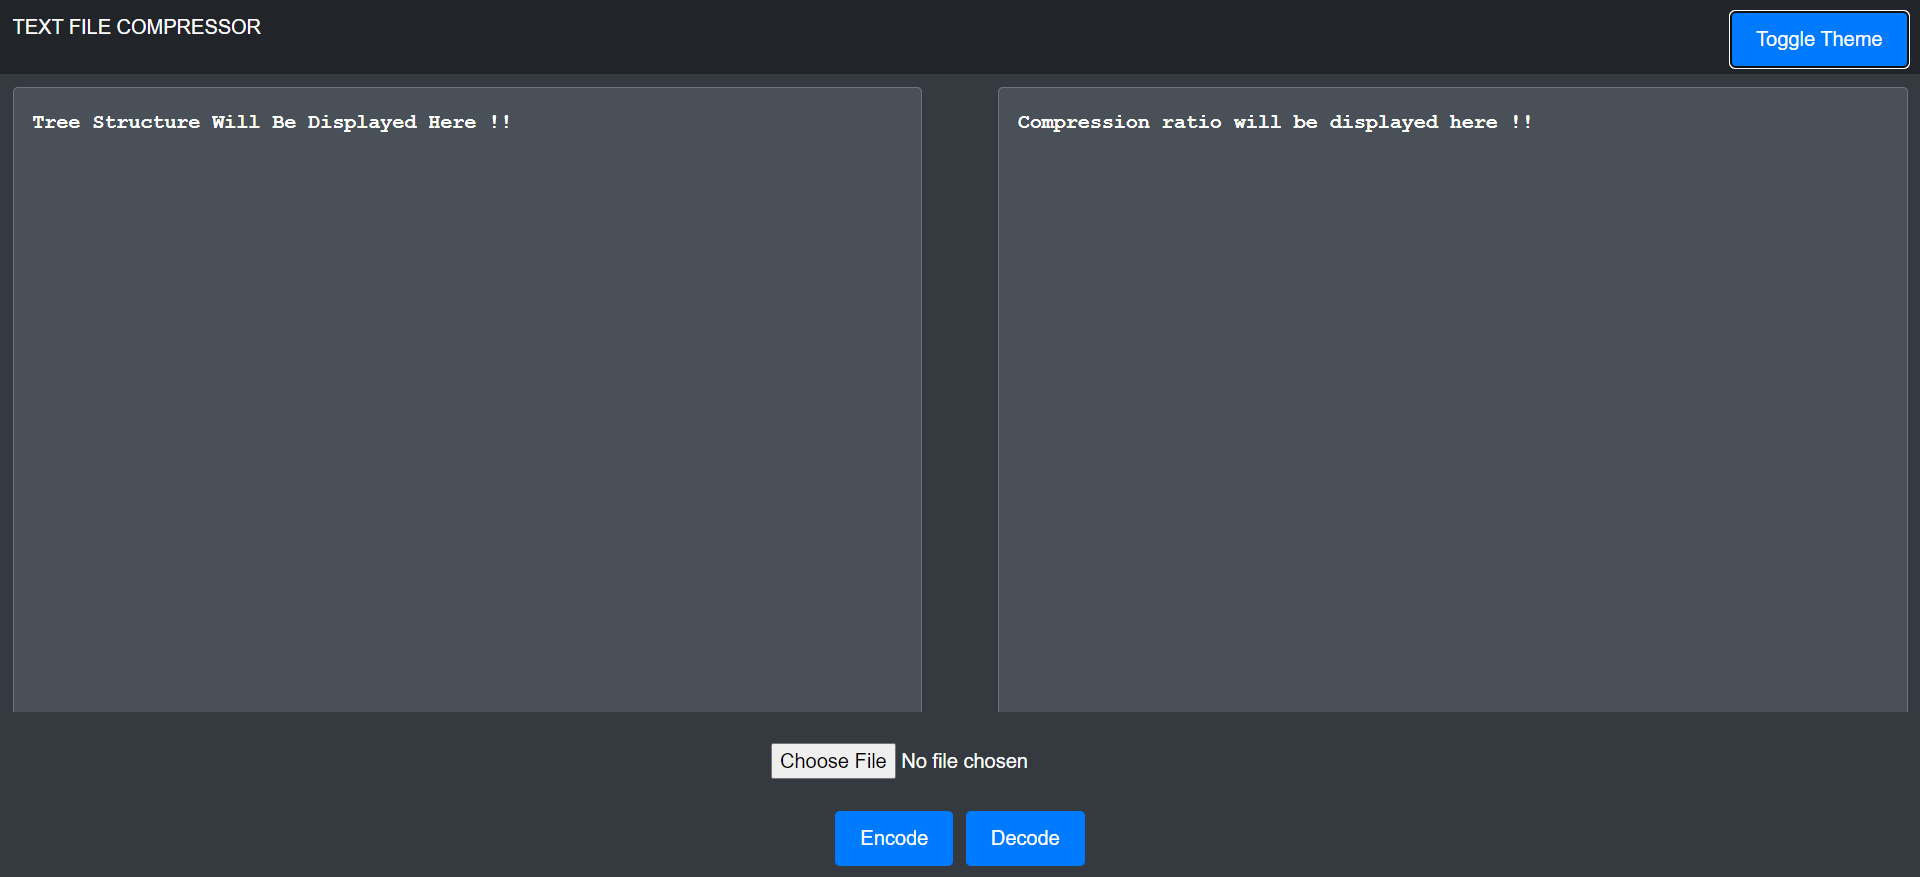 TEXT FILE COMPRESSOR
Toggle Theme
Tree Structure Will Be Displayed Here !!
Compression ratio will be displayed here !!
Choose File No file chosen
Encode
Decode